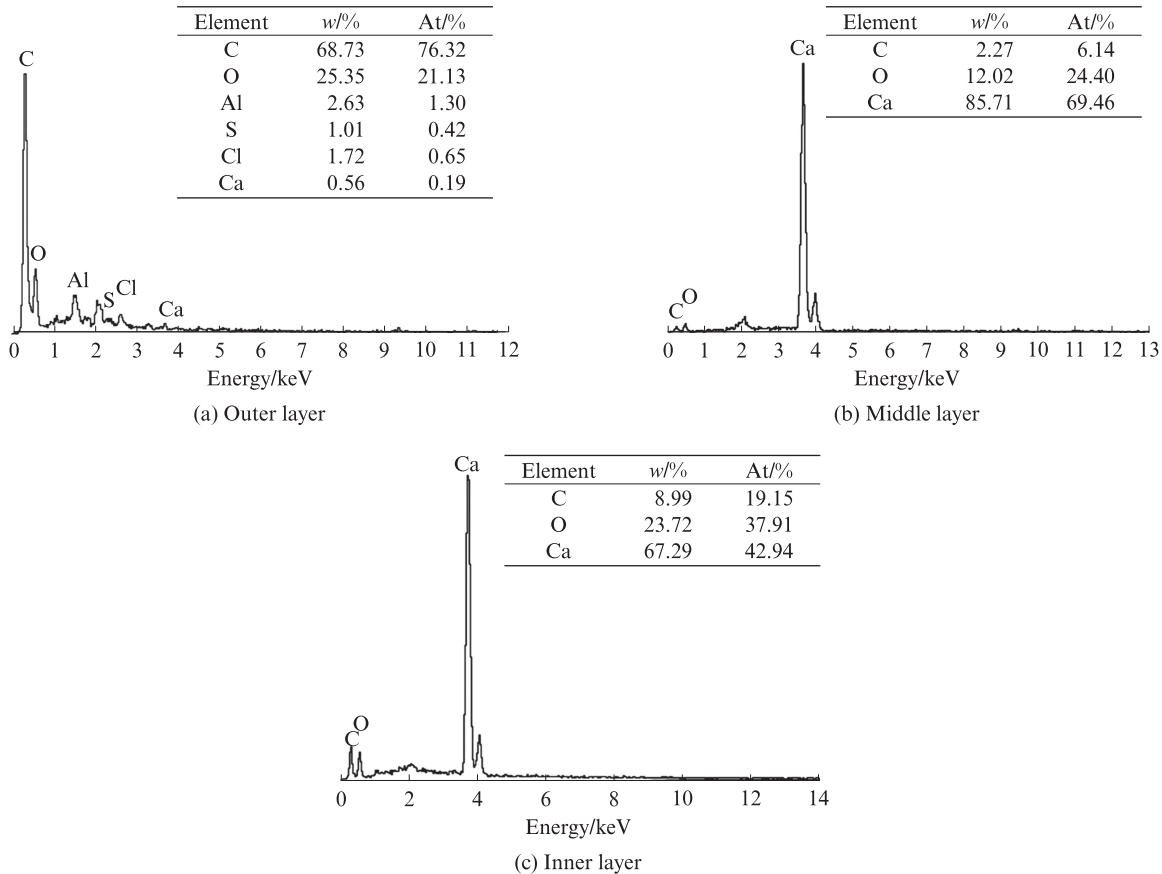 Element w/% At/%
C 68.73 76.32
O 25.35 21.13
Al 2.63 1.30
S 1.01 0.42
Cl 1.72 0.65
Ca 0.56 0.19
C
O
Al
S
Cl
Ca
0 1 2 3 4 5 6 7 8 9 10 11 12
Energy/keV
(a) Outer layer
Element w/% At/%
C 2.27 6.14
O 12.02 24.40
Ca 85.71 69.46
Ca
C
O
0 1 2 3 4 5 6 7 8 9 10 11 12 13
Energy/keV
(b) Middle layer
Element w/% At/%
C 8.99 19.15
O 23.72 37.91
Ca 67.29 42.94
Ca
O
C
0 2 4 6 8 10 12 14
Energy/keV
(c) Inner layer